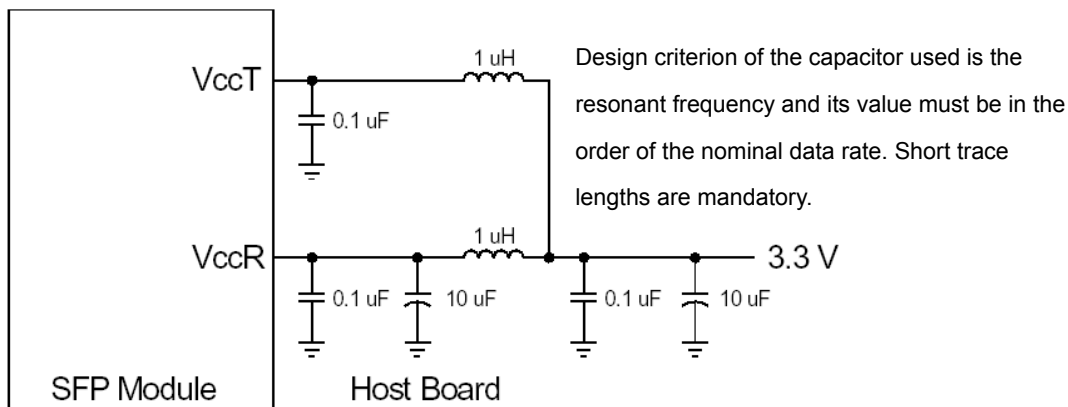 1 uH
VccT
0.1 uF
Design criterion of the capacitor used is the
resonant frequency and its value must be in the
order of the nominal data rate. Short trace
lengths are mandatory.
1 uH
VccR
3.3 V
0.1 uF
10 uF
0.1 uF
10 uF
SFP Module
Host Board